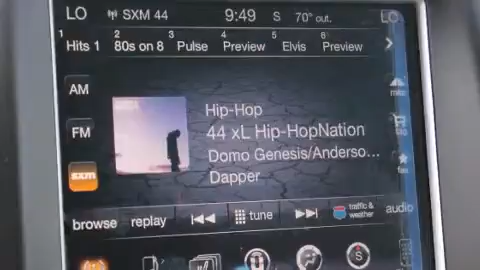 LO SXM 44 9:49 S 70° out. LO
1 2 3 4 5 6
Hits 1 80s on 8 Pulse Preview Elvis Preview
AM
FM
sxm
Hip-Hop
44 xL Hip-HopNation
Domo Genesis/Anderso...
Dapper
fav
browse replay tune traffic & weather audio
S